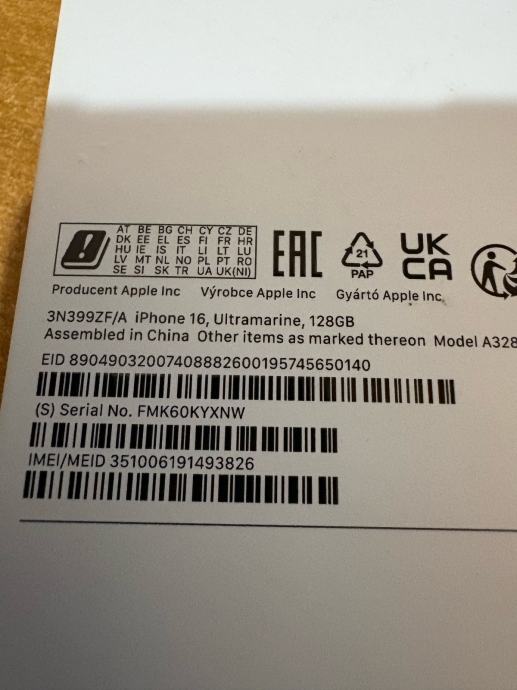 AT BE BG CH CY CZ DE
DK EE EL ES FI FR HR
HU IE IS IT LI LT LU
LV MT NL NO PL PT RO
SE SI SK TR UA UK(NI)
EAC
21
PAP
UK
CA
Producent Apple Inc Výrobce Apple Inc Gyártó Apple Inc
3N399ZF/A iPhone 16, Ultramarine, 128GB
Assembled in China Other items as marked thereon Model A328
EID 89049032007408882600195745650140
(S) Serial No. FMK60KYXNW
IMEI/MEID 351006191493826